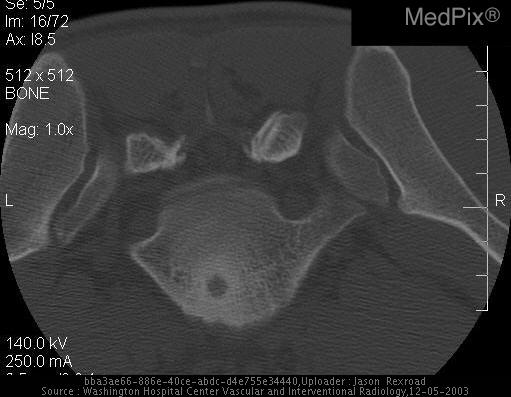 Se: 5/5
Im: 16/72
Ax: I8.5
MedPix®
512 x 512
BONE
Mag: 1.0x
L
R
140.0 kV
250.0 mA
bba3ae66-886e-40ce-abdc-d4e755e34440,Uploader : Jason Rexroad
Source : Washington Hospital Center Vascular and Interventional Radiology,12-05-2003